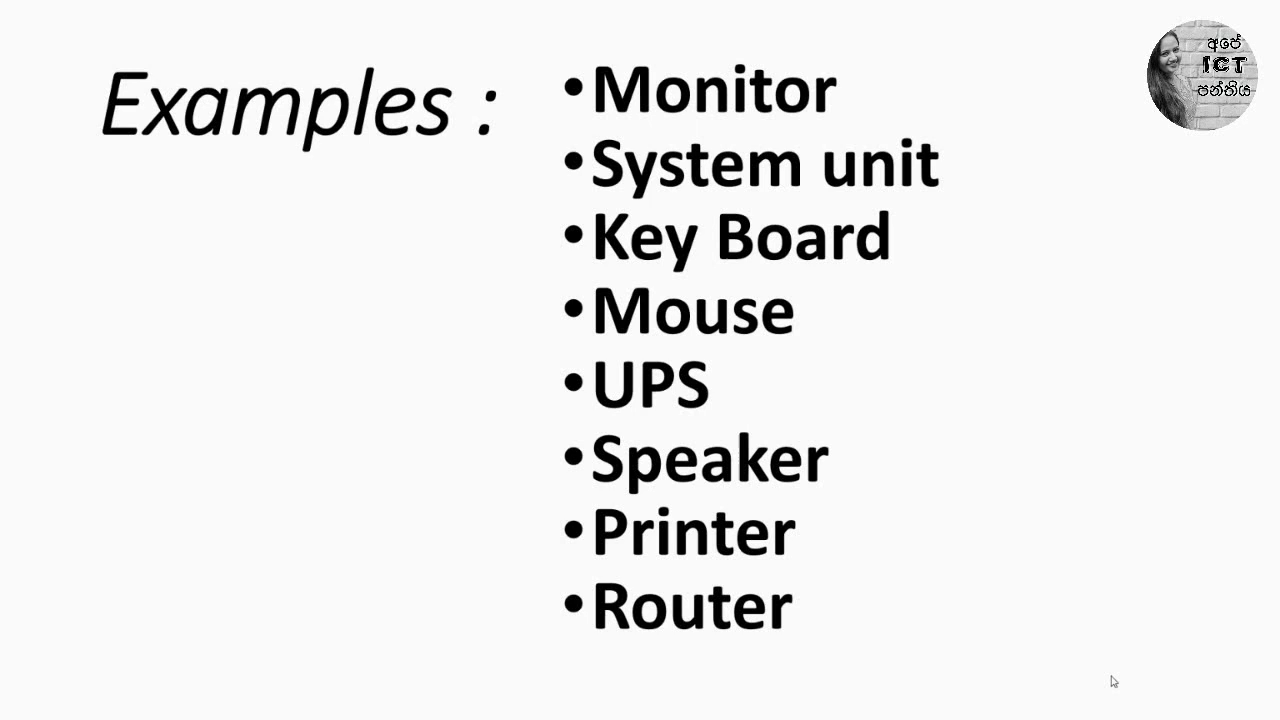 Examples :
•Monitor
•System unit
•Key Board
•Mouse
•UPS
•Speaker
•Printer
•Router
අපේ
ICT
පන්තිය